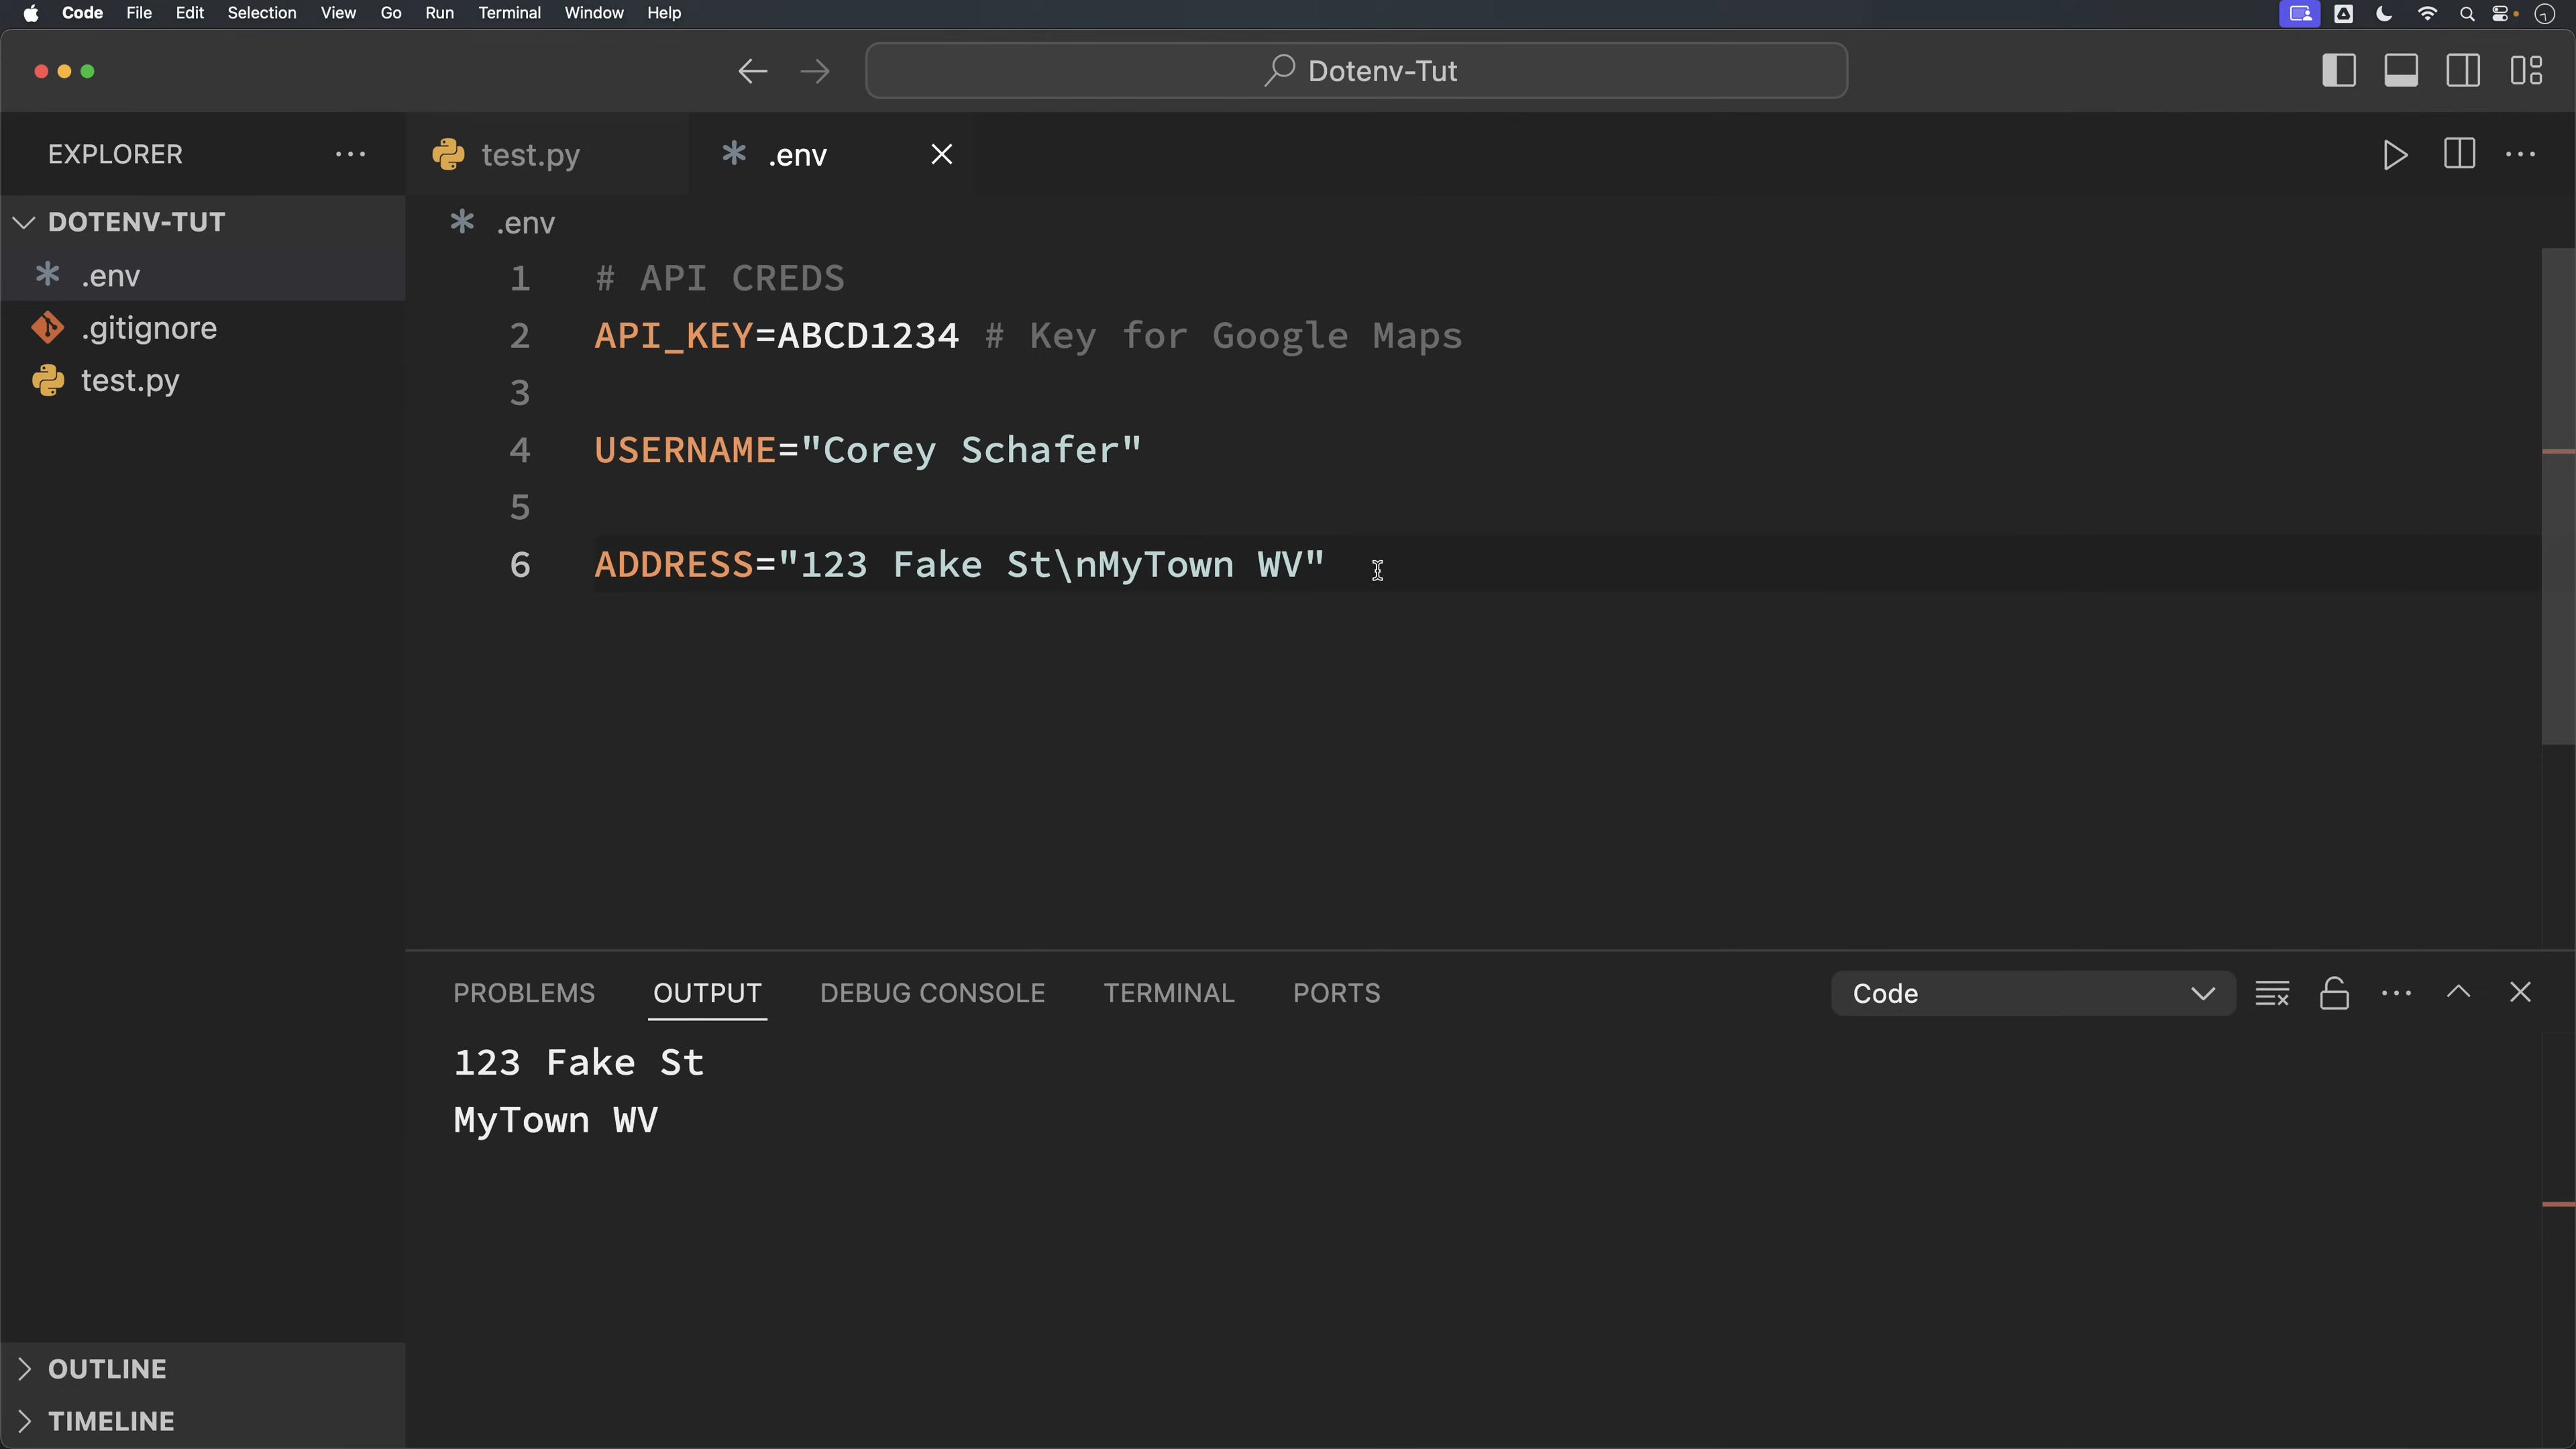 Code File Edit Selection View Go Run Terminal Window Help
Dotenv-Tut
EXPLORER
DOTENV-TUT
.env
.gitignore
test.py
test.py
.env
.env
1 # API CREDS
2 API_KEY=ABCD1234 # Key for Google Maps
3
4 USERNAME="Corey Schafer"
5
6 ADDRESS="123 Fake St\nMyTown WV"
PROBLEMS OUTPUT DEBUG CONSOLE TERMINAL PORTS
Code
123 Fake St
MyTown WV
OUTLINE
TIMELINE